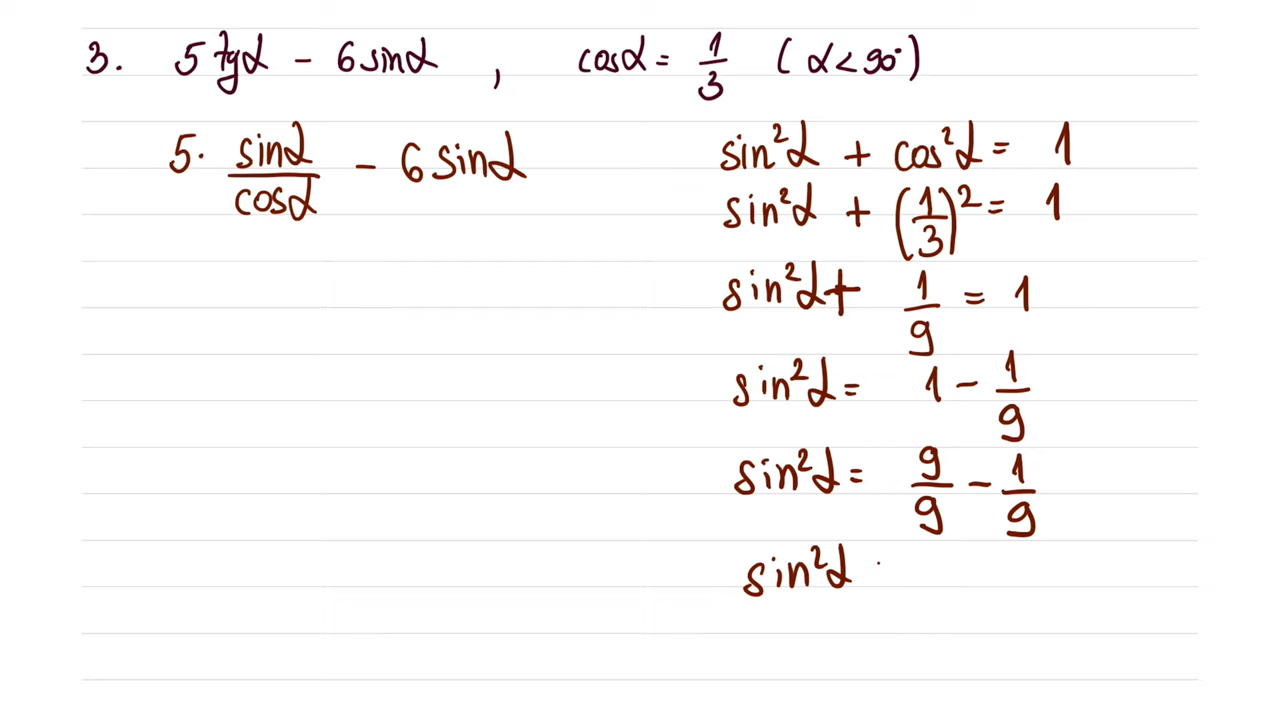 3. 5 tgα - 6 sinα , cosα = 1/3 (α < 90°)
5 · sinα/cosα - 6 sinα
sin²α + cos²α = 1
sin²α + (1/3)² = 1
sin²α + 1/9 = 1
sin²α = 1 - 1/9
sin²α = 9/9 - 1/9
sin²α